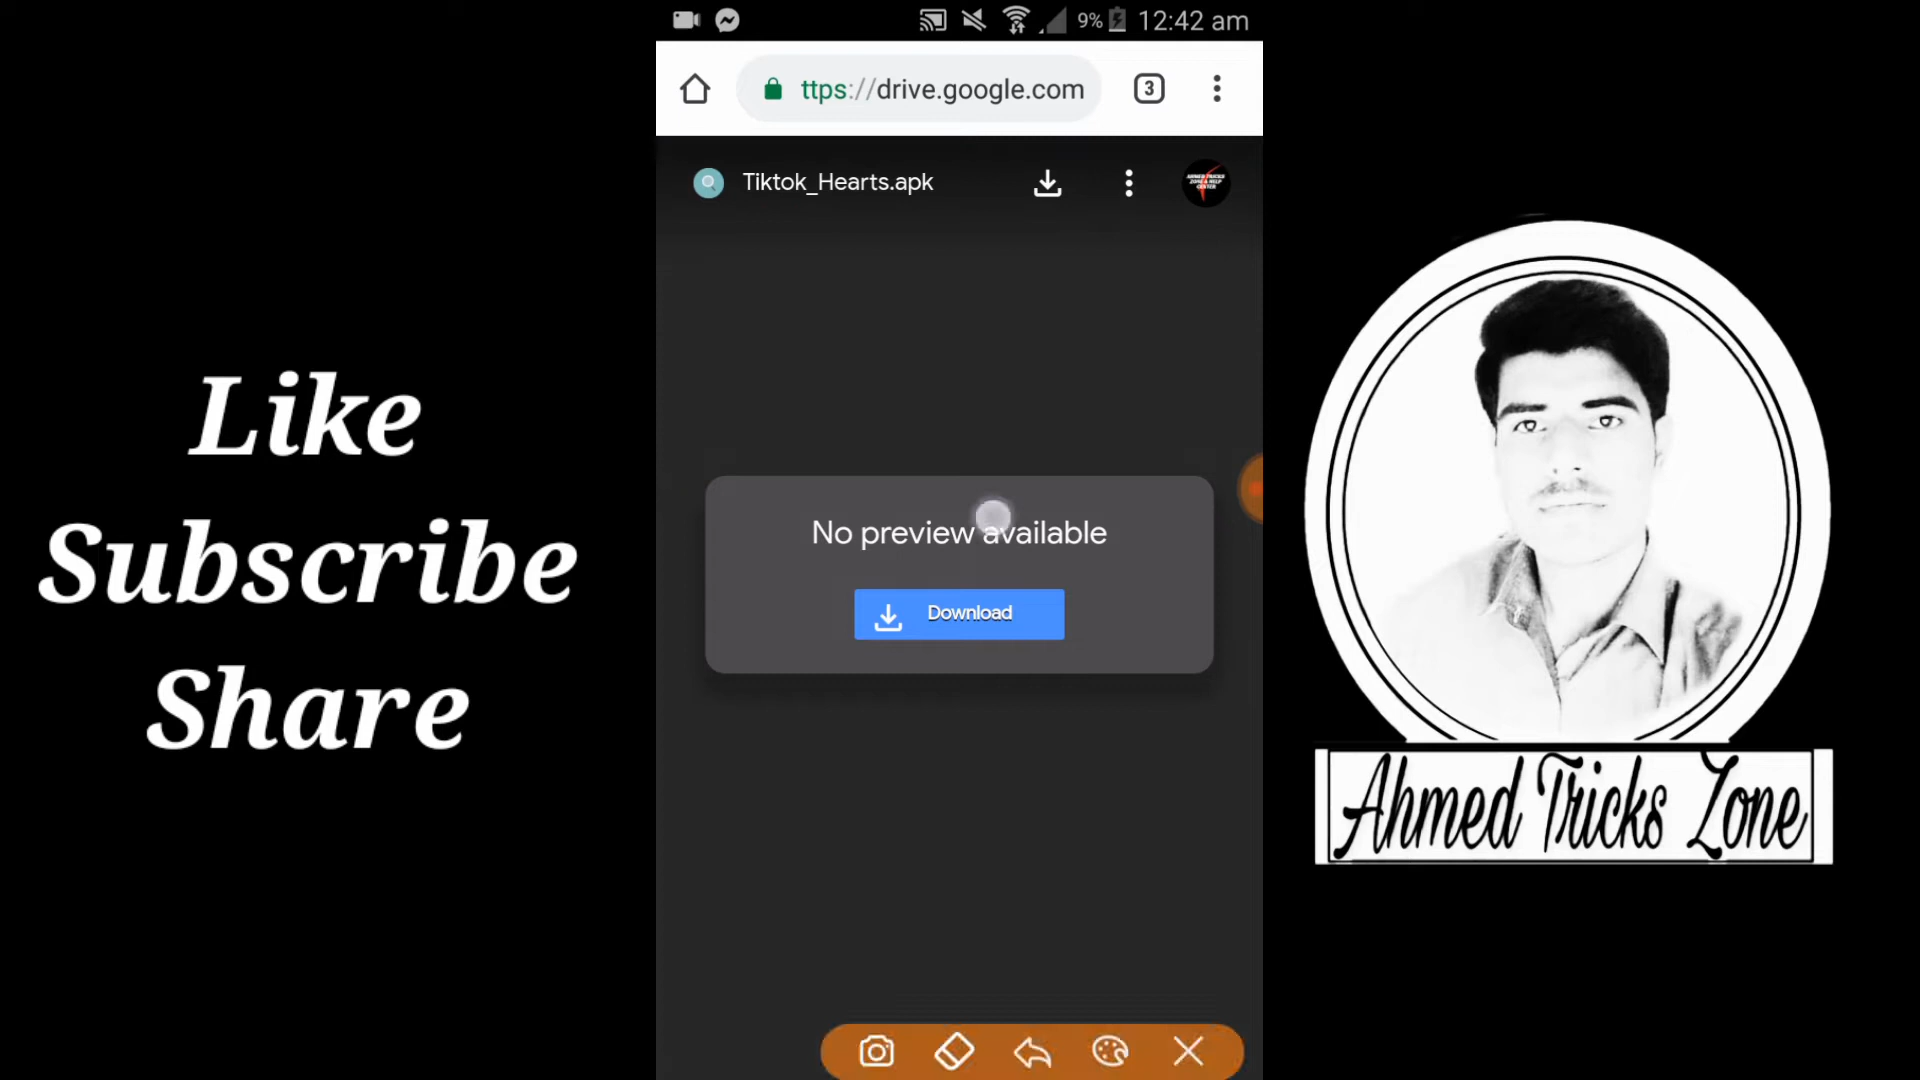 9% 12:42 am
ttps://drive.google.com 3
Tiktok_Hearts.apk
No preview available
Download
Like
Subscribe
Share
Ahmed Tricks Zone